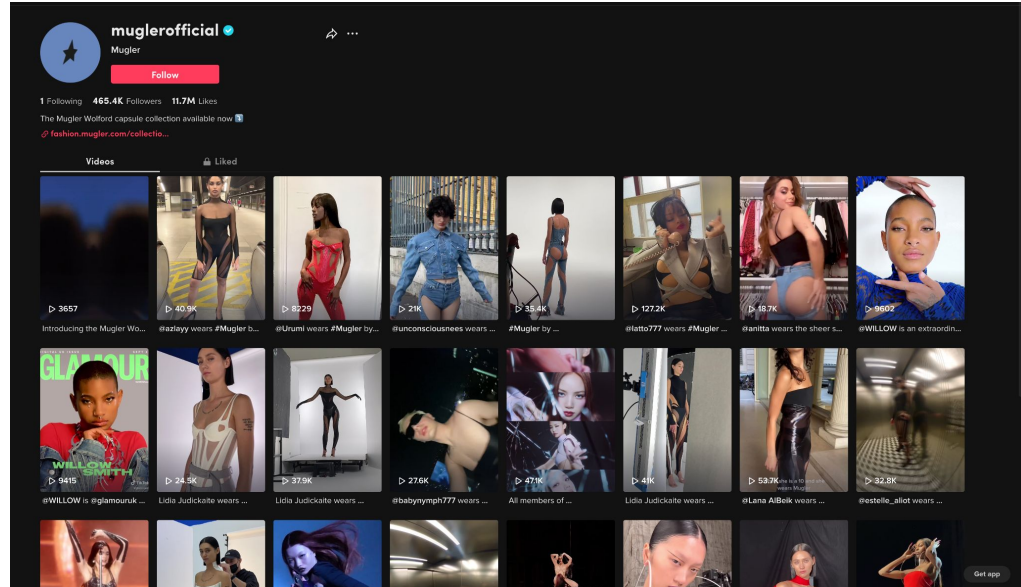 muglerofficial
Mugler
Follow
1 Following 465.4K Followers 11.7M Likes
The Mugler Wolford capsule collection available now
fashion.mugler.com/collectio...
Videos Liked
3657 40.9K 8229 21K 35.4K 127.2K 18.7K 9602
Introducing the Mugler Wo... @azlayy wears #Mugler b... @Urumi wears #Mugler by... @unconsciousnees wears ... #Mugler by ... @latto777 wears #Mugler ... @anitta wears the sheer s... @WILLOW is an extraordin...
GLAMOUR
WILLOW
SMITH
9415 24.5K 37.9K 27.6K 47.1K 41K 53.7K 32.8K
@WILLOW is @glamouruk ... Lidia Judickaite wears ... Lidia Judickaite wears ... @babynymph777 wears ... All members of ... Lidia Judickaite wears ... @Lana AlBeik wears ... @estelle_aliot wears ...
Get app